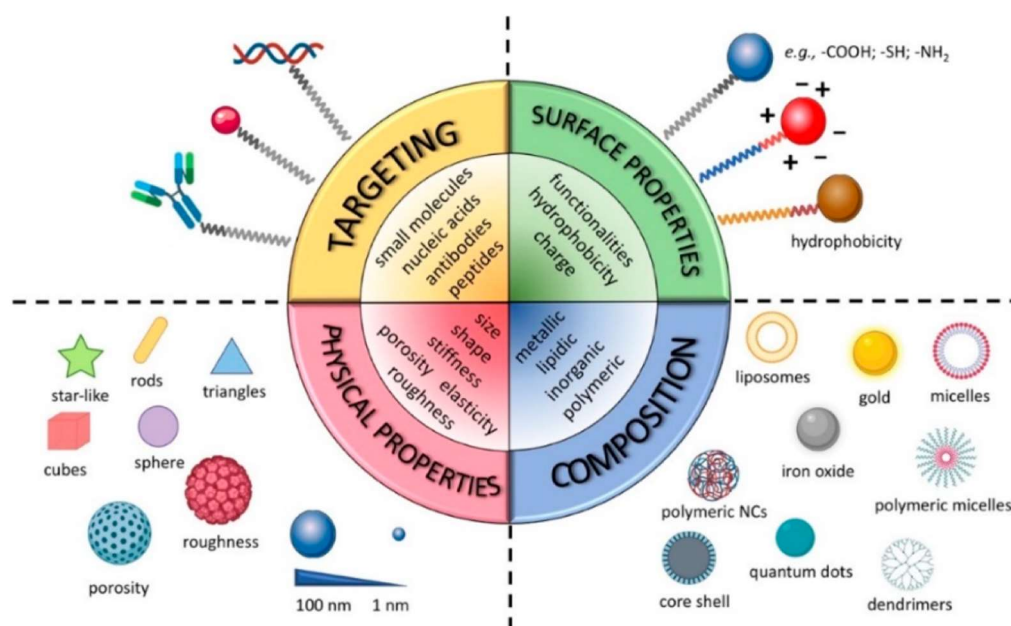 TARGETING
small molecules
nucleic acids
antibodies
peptides
SURFACE PROPERTIES
functionalities
hydrophobicity
charge
e.g., -COOH; -SH; -NH2
+
-
+
+
-
-
+
hydrophobicity
PHYSICAL PROPERTIES
size
shape
stiffness
porosity elasticity
roughness
star-like
rods
triangles
cubes
sphere
roughness
porosity
100 nm 1 nm
COMPOSITION
metallic
lipidic
inorganic
polymeric
liposomes
gold
micelles
iron oxide
polymeric NCs
polymeric micelles
quantum dots
core shell
dendrimers